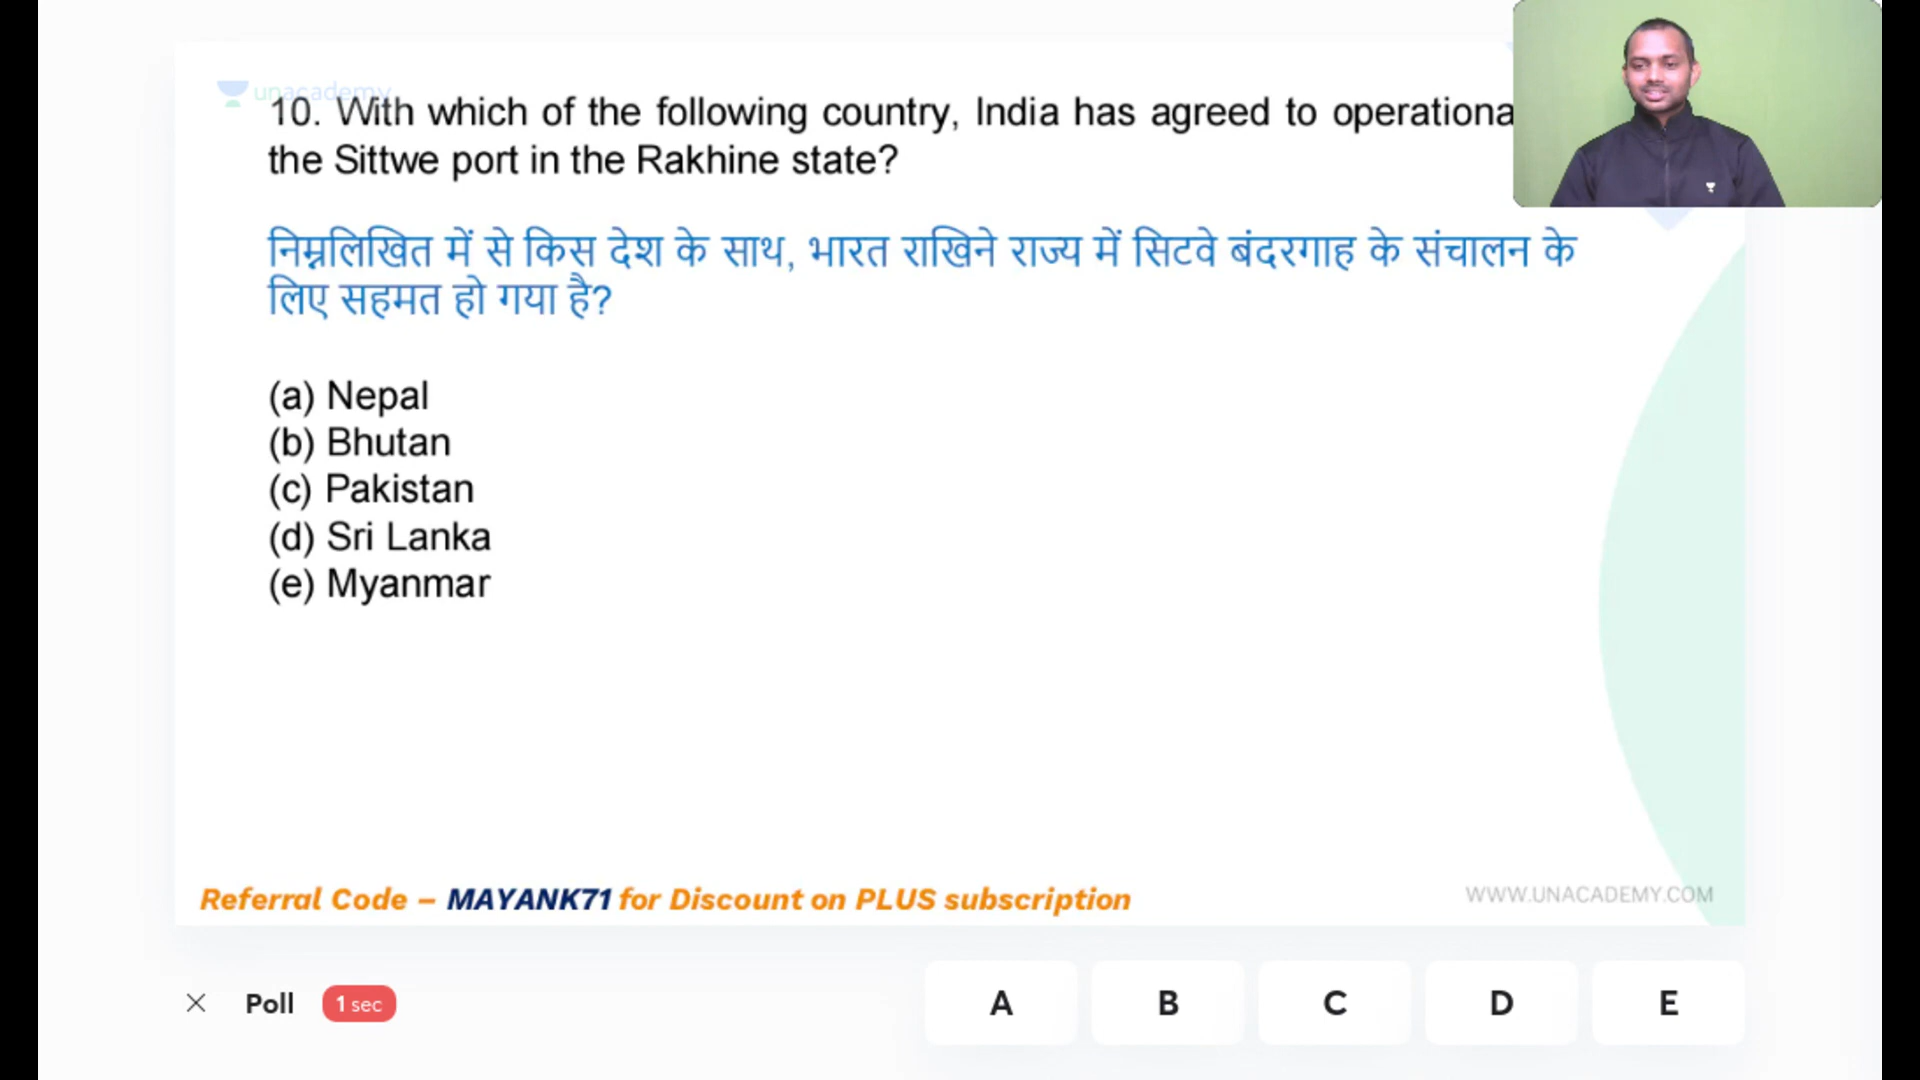 unacademy
10. With which of the following country, India has agreed to operationa
the Sittwe port in the Rakhine state?
निम्नलिखित में से किस देश के साथ, भारत राखिने राज्य में सिटवे बंदरगाह के संचालन के
लिए सहमत हो गया है?
(a) Nepal
(b) Bhutan
(c) Pakistan
(d) Sri Lanka
(e) Myanmar
Referral Code – MAYANK71 for Discount on PLUS subscription
WWW.UNACADEMY.COM
Poll 1 sec A B C D E